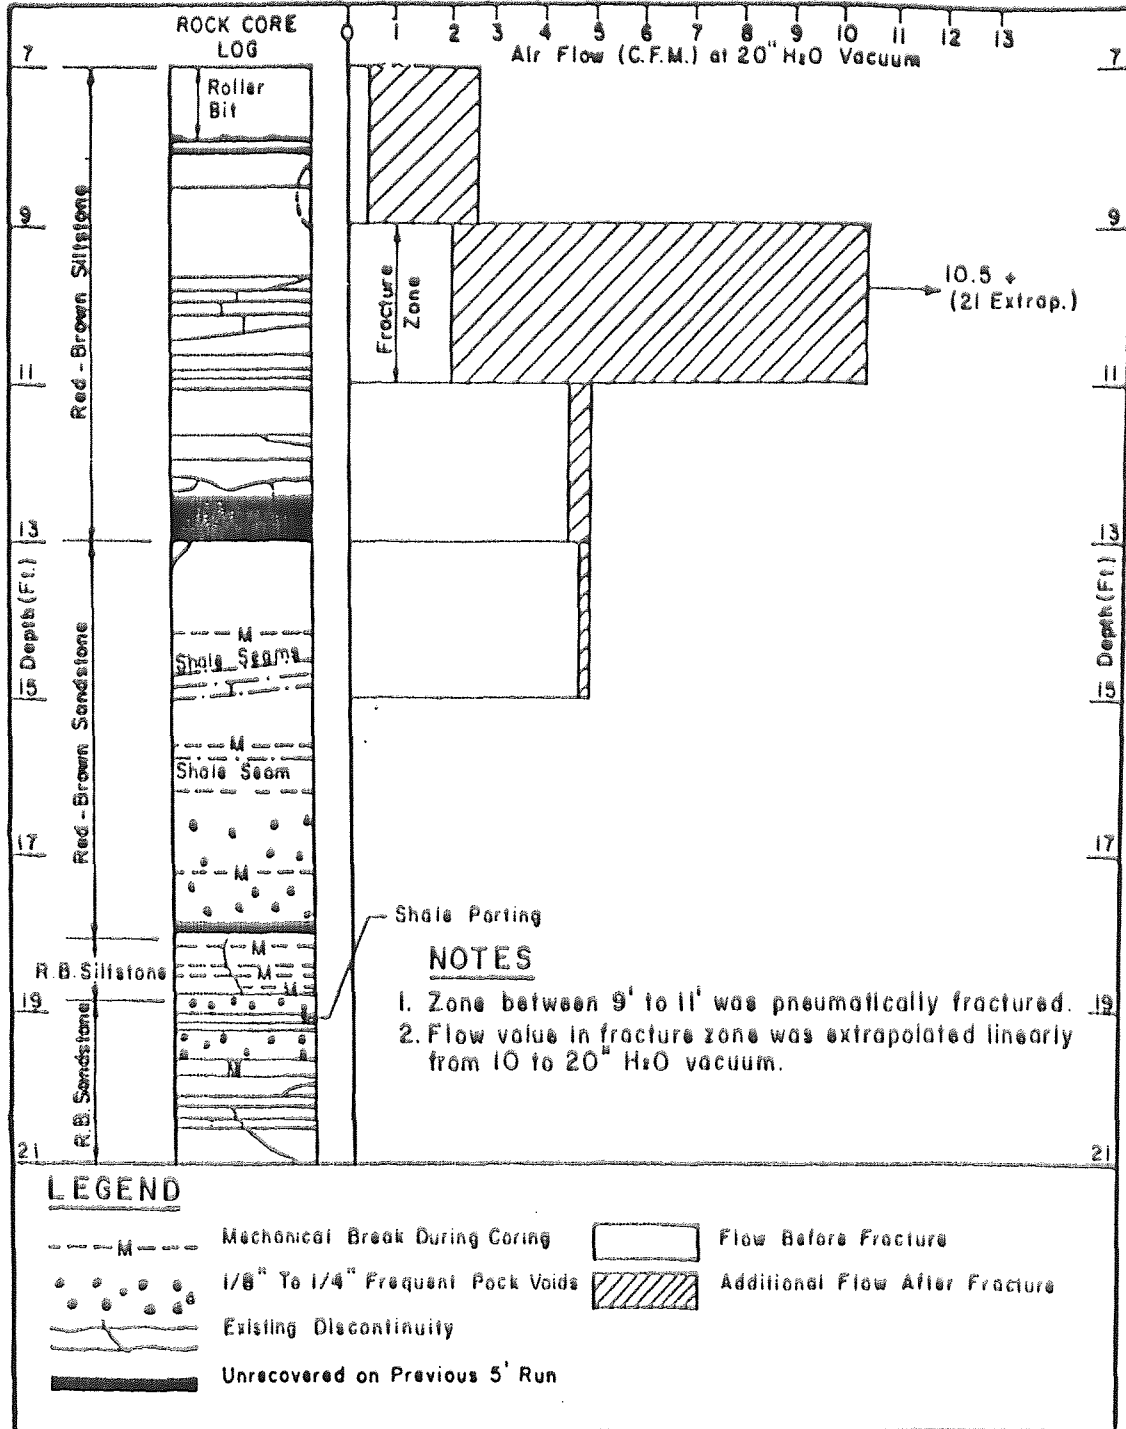 ROCK CORE
LOG
0 1 2 3 4 5 6 7 8 9 10 11 12 13
Air Flow (C.F.M.) at 20" H2O Vacuum
7
7
Roller
Bit
9
9
Red-Brown Siltstone
Fracture
Zone
10.5 +
(21 Extrap.)
11
11
13
13
Depth (Ft.)
Depth (Ft.)
M
Shale Seams
15
15
Red-Brown Sandstone
M
Shale Seam
17
17
M
Shale Parting
M
R.B. Siltstone
M
M
19
19
NOTES
1. Zone between 9' to 11' was pneumatically fractured.
2. Flow value in fracture zone was extrapolated linearly
from 10 to 20" H2O vacuum.
R.B. Sandstone
M
21
21
LEGEND
M
Mechanical Break During Coring
Flow Before Fracture
1/8" To 1/4" Frequent Pock Voids
Additional Flow After Fracture
Existing Discontinuity
Unrecovered on Previous 5' Run